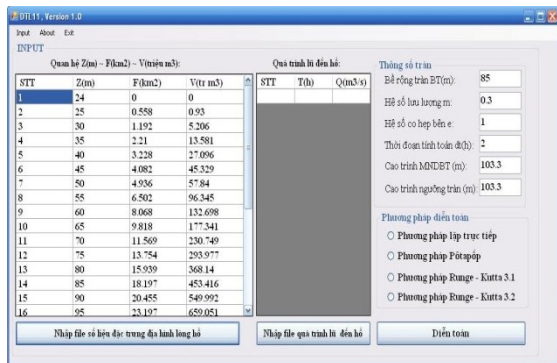 DTL11, Version 1.0
Input About Exit
INPUT
Quan hệ Z(m) ~ F(km2) ~ V(triệu m3):
STT Z(m) F(km2) V(tr m3)
1 24 0 0
2 25 0.558 0.93
3 30 1.192 5.206
4 35 2.21 13.581
5 40 3.228 27.096
6 45 4.082 45.329
7 50 4.936 57.84
8 55 6.502 96.345
9 60 8.068 132.698
10 65 9.818 177.341
11 70 11.569 230.749
12 75 13.754 293.977
13 80 15.939 368.14
14 85 18.197 453.416
15 90 20.455 549.992
16 95 23.197 659.051
Nhập file số liệu đặc trưng địa hình lòng hồ
Quá trình lũ đến hồ:
STT T(h) Q(m3/s)
Nhập file quá trình lũ đến hồ
Thông số tràn
Bề rộng tràn BT(m): 85
Hệ số lưu lượng m: 0.3
Hệ số co hẹp bên e: 1
Thời đoạn tính toán dt(h): 2
Cao trình MNDBT (m): 103.3
Cao trình ngưỡng tràn (m): 103.3
Phương pháp diễn toán
Phương pháp lặp trực tiếp
Phương pháp Pôtapốp
Phương pháp Runge - Kutta 3.1
Phương pháp Runge - Kutta 3.2
Diễn toán